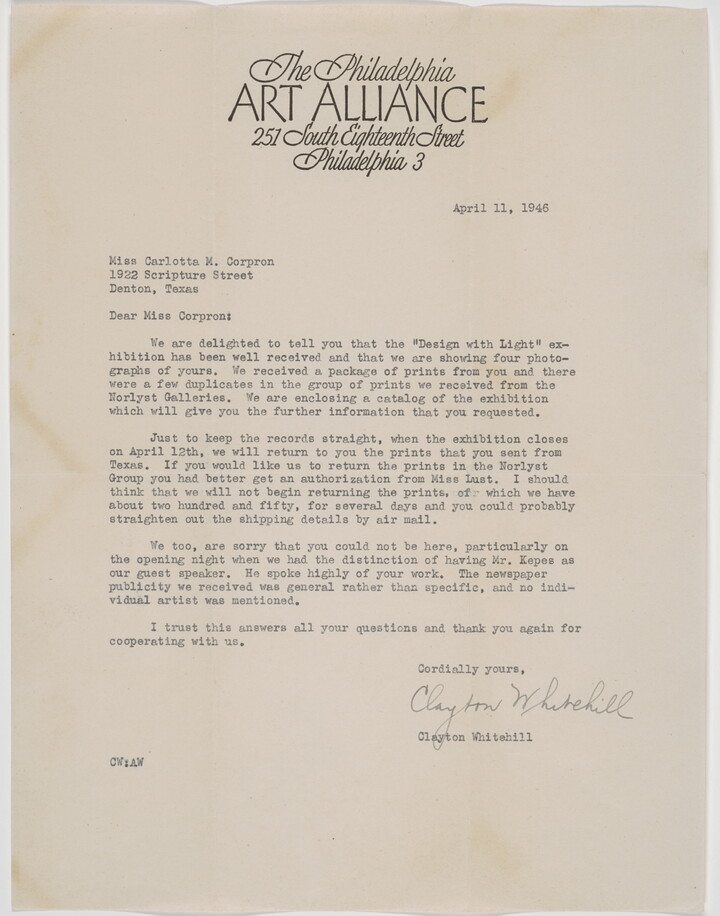 The Philadelphia
ART ALLIANCE
251 South Eighteenth Street
Philadelphia 3
April 11, 1946
Miss Carlotta M. Corpron
1922 Scripture Street
Denton, Texas
Dear Miss Corpron:
We are delighted to tell you that the "Design with Light" ex-
hibition has been well received and that we are showing four photo-
graphs of yours. We received a package of prints from you and there
were a few duplicates in the group of prints we received from the
Norlyst Galleries. We are enclosing a catalog of the exhibition
which will give you the further information that you requested.
Just to keep the records straight, when the exhibition closes
on April 12th, we will return to you the prints that you sent from
Texas. If you would like us to return the prints in the Norlyst
Group you had better get an authorization from Miss Lust. I should
think that we will not begin returning the prints, of which we have
about two hundred and fifty, for several days and you could probably
straighten out the shipping details by air mail.
We too, are sorry that you could not be here, particularly on
the opening night when we had the distinction of having Mr. Kepes as
our guest speaker. He spoke highly of your work. The newspaper
publicity we received was general rather than specific, and no indi-
vidual artist was mentioned.
I trust this answers all your questions and thank you again for
cooperating with us.
Cordially yours,
Clayton Whitehill
Clayton Whitehill
CW:AW